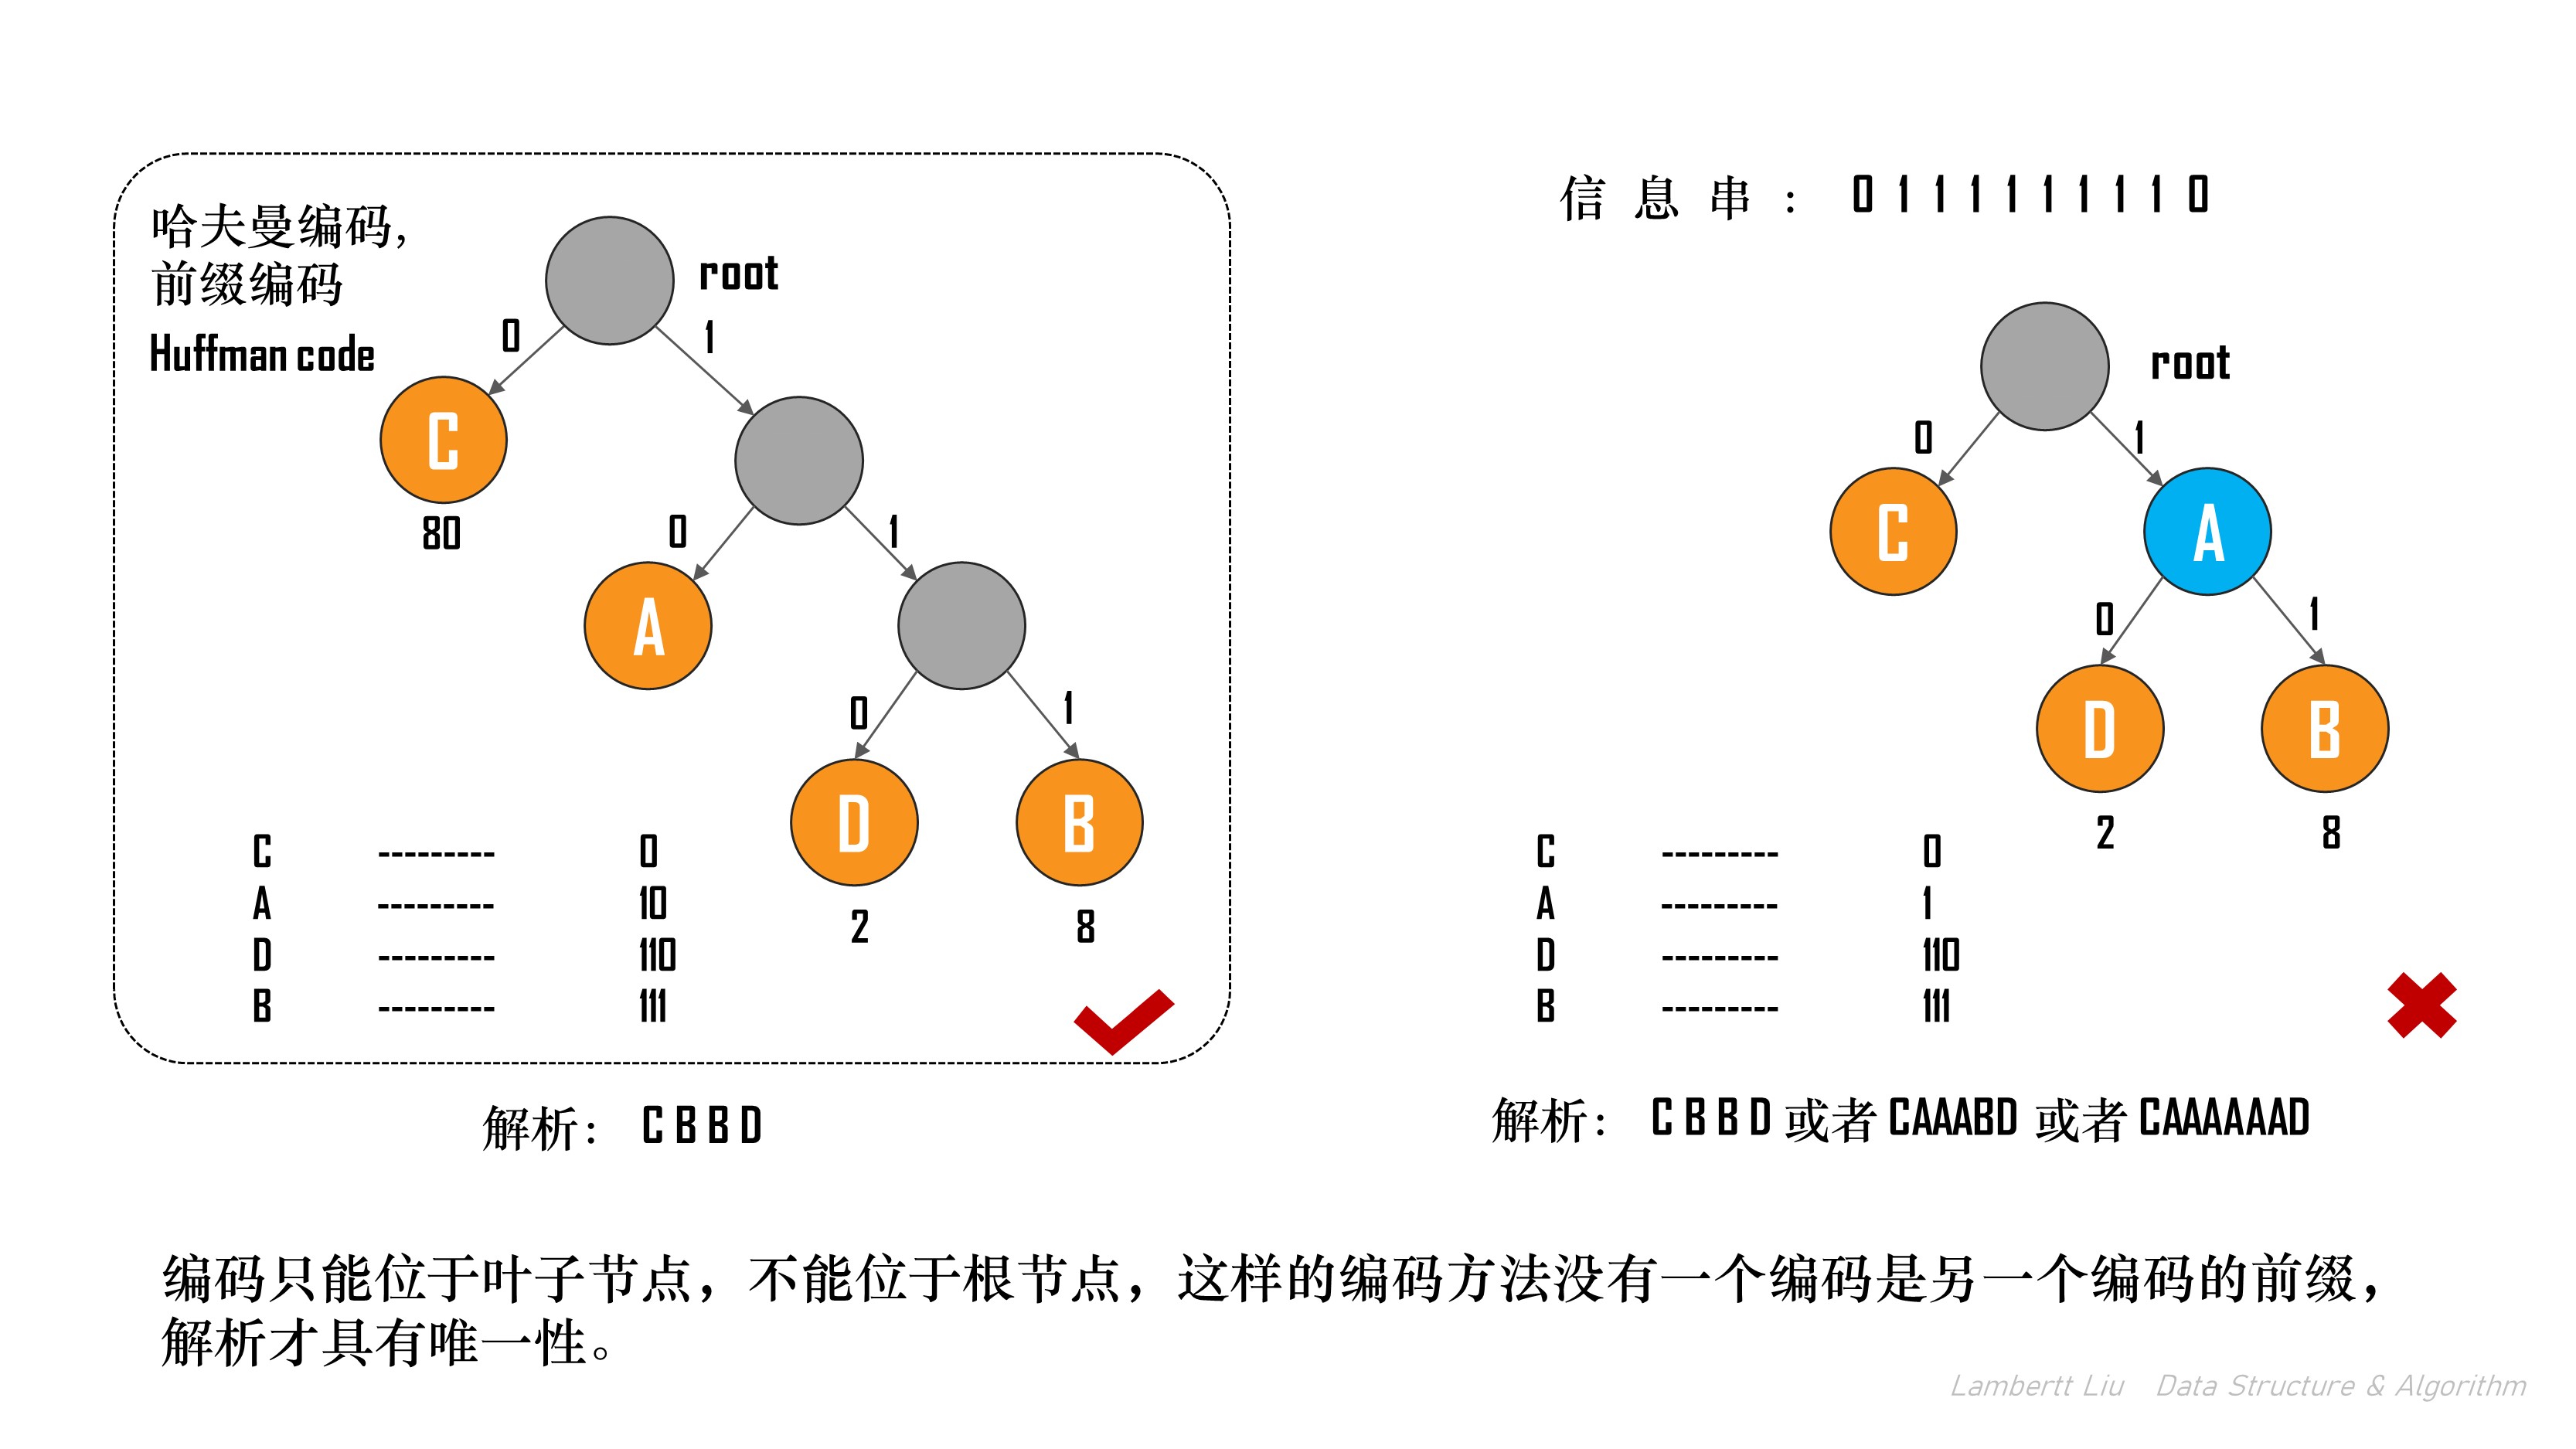 哈夫曼编码,
前缀编码
Huffman code
root
0
1
C
80
0
1
A
0
1
D
B
2
8
C --------- 0
A --------- 10
D --------- 110
B --------- 111
解析: C B B D
信 息 串 : 0 1 1 1 1 1 1 1 1 0
root
0
1
C
A
0
1
D
B
2
8
C --------- 0
A --------- 1
D --------- 110
B --------- 111
解析: C B B D 或者 CAAABD 或者 CAAAAAAD
编码只能位于叶子节点，不能位于根节点，这样的编码方法没有一个编码是另一个编码的前缀，
解析才具有唯一性。
Lambertt Liu Data Structure & Algorithm